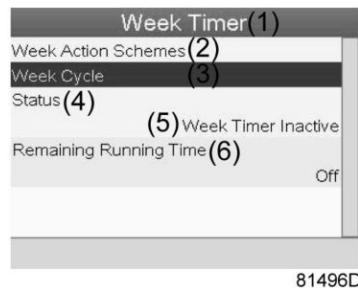 Week Timer(1)
Week Action Schemes(2)
Week Cycle (3)
Status(4)
(5) Week Timer Inactive
Remaining Running Time(6)
Off
81496D